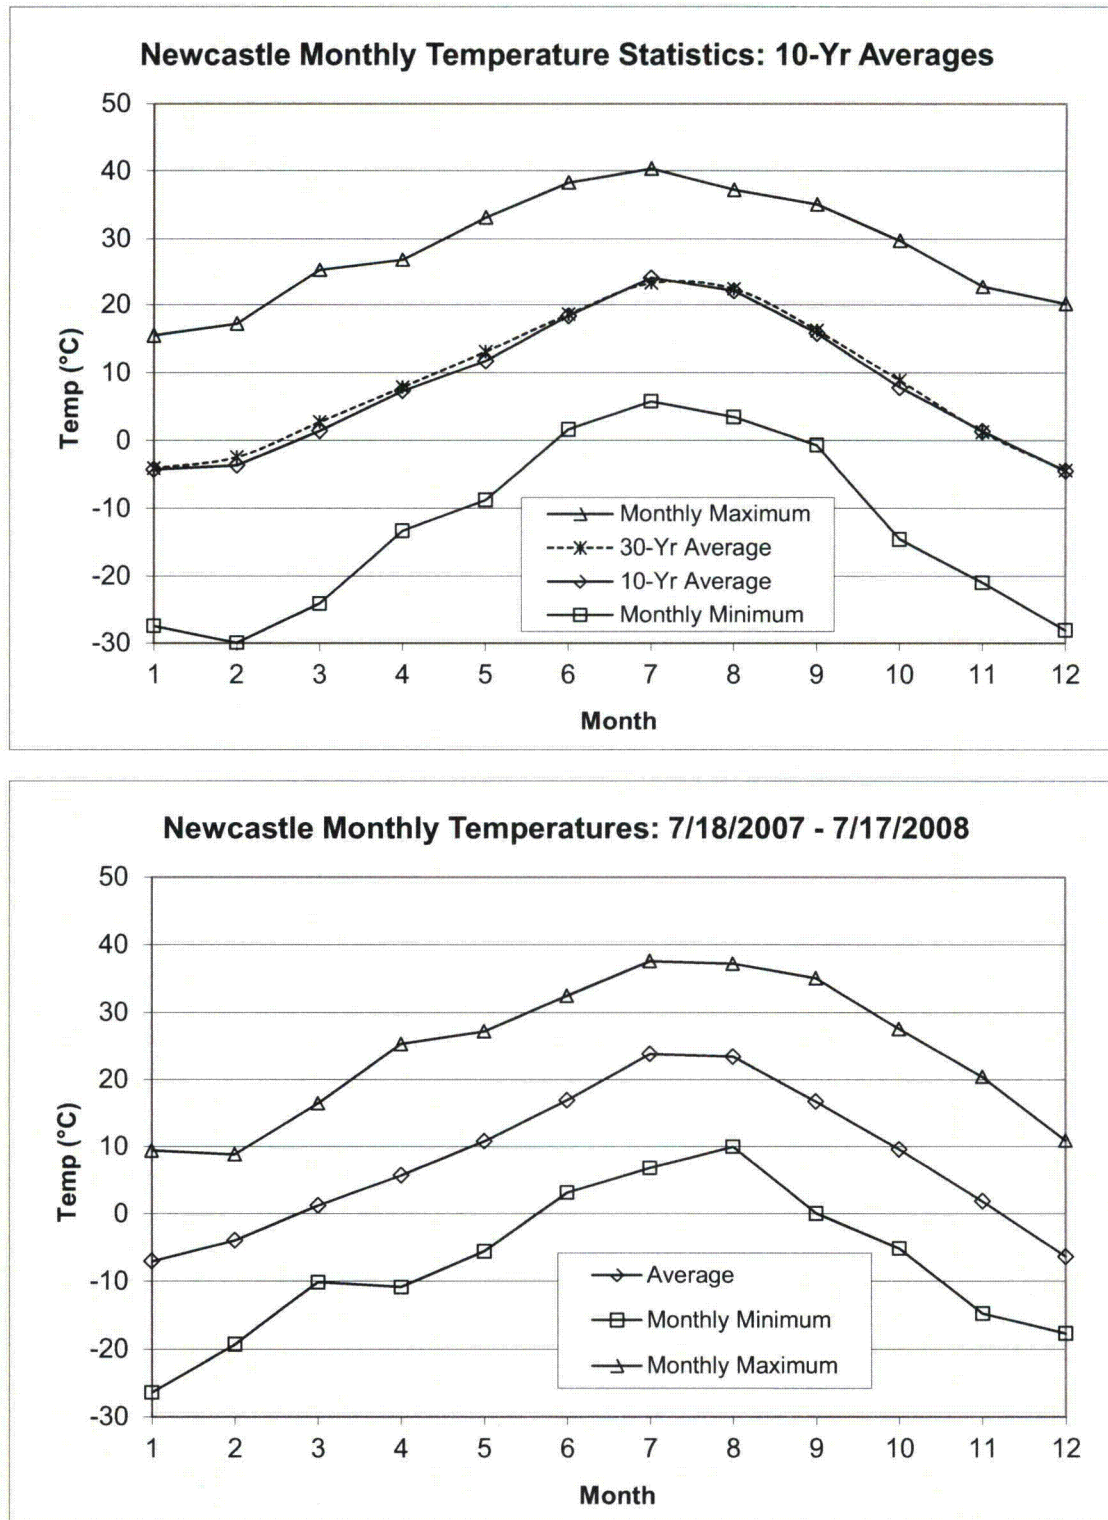 Newcastle Monthly Temperature Statistics: 10-Yr Averages
50
40
30
20
10
0
-10
-20
-30
Temp (°C)
Monthly Maximum
30-Yr Average
10-Yr Average
Monthly Minimum
1 2 3 4 5 6 7 8 9 10 11 12
Month
Newcastle Monthly Temperatures: 7/18/2007 - 7/17/2008
50
40
30
20
10
0
-10
-20
-30
Temp (°C)
Average
Monthly Minimum
Monthly Maximum
1 2 3 4 5 6 7 8 9 10 11 12
Month